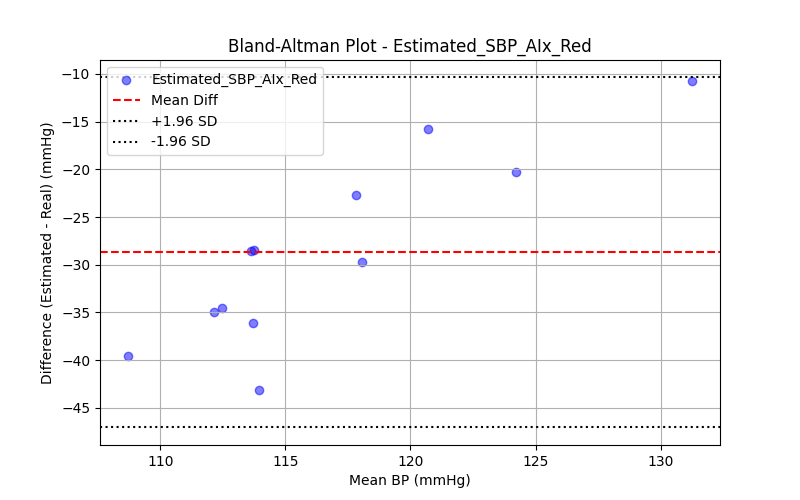 Bland-Altman Plot - Estimated_SBP_AIx_Red
Estimated_SBP_AIx_Red
Mean Diff
+1.96 SD
-1.96 SD
Difference (Estimated - Real) (mmHg)
−10
−15
−20
−25
−30
−35
−40
−45
110
115
120
125
130
Mean BP (mmHg)